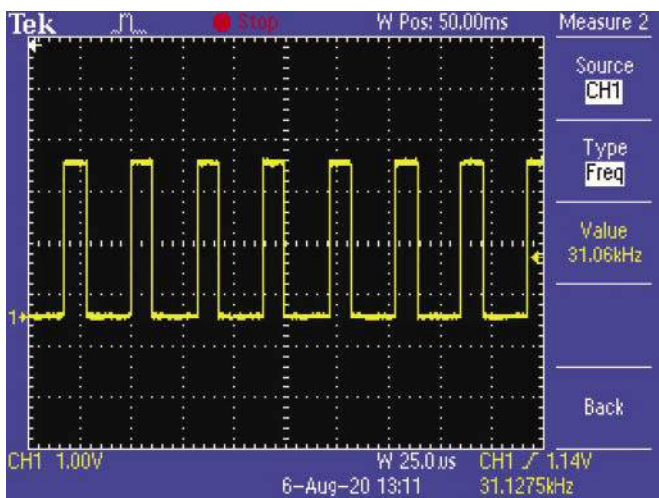 Tek Stop W Pos: 50.00ms Measure 2
Source
CH1
Type
Freq
Value
31.06kHz
1
Back
CH1 1.00V W 25.0µs CH1 1.14V
6-Aug-20 13:11 31.1275kHz